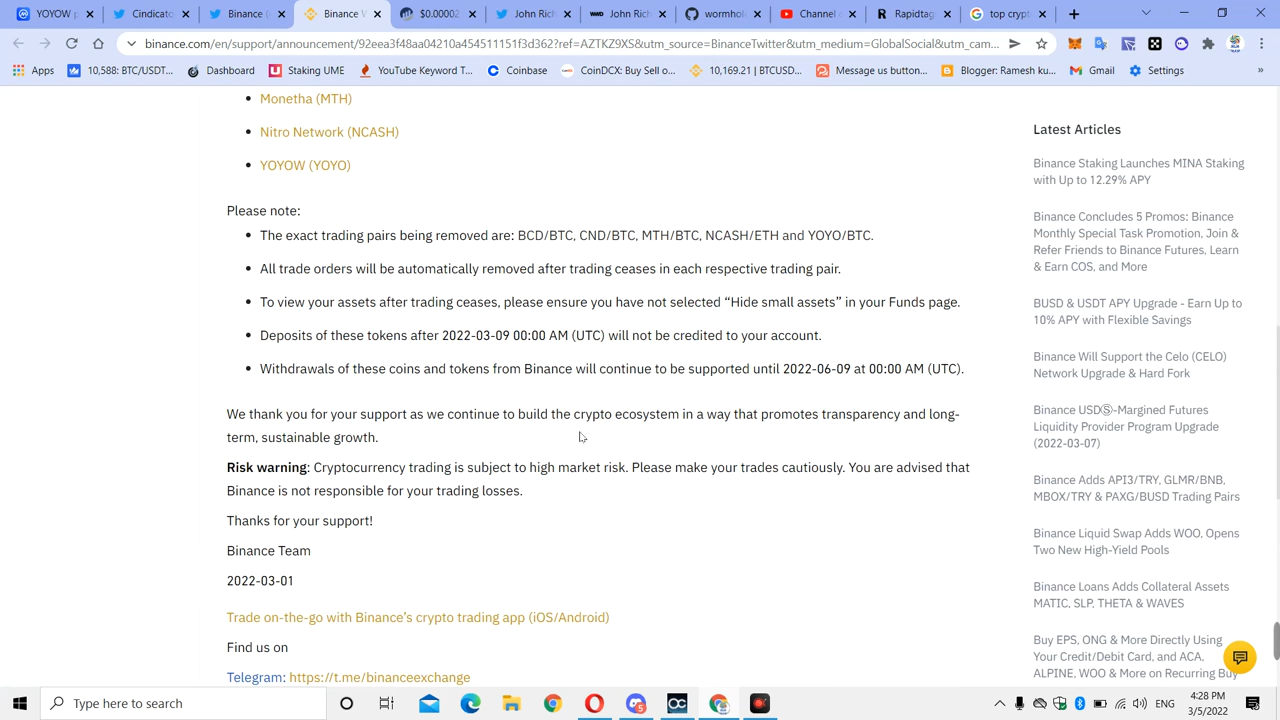 YOYOW p
Cryptocu
Twitter
Binance
$0.0002
John Rich
John Rich
wormhole
Channel c
Rapidtag
top crypt
binance.com/en/support/announcement/92eea3f48aa04210a454511151f3d362?ref=AZTKZ9XS&utm_source=BinanceTwitter&utm_medium=GlobalSocial&utm_cam...
Apps
10,588: BTC/USDT...
Dashboard
Staking UME
YouTube Keyword T...
Coinbase
CoinDCX: Buy sel o...
10,169.21 | BTCUSD...
Message us button...
Blogger: Ramesh ku...
Gmail
Settings
Monetha (MTH)
Nitro Network (NCASH)
YOYOW (YOYO)
Please note:
The exact trading pairs being removed are: BCD/BTC, CND/BTC, MTH/BTC, NCASH/ETH and YOYO/BTC.
All trade orders will be automatically removed after trading ceases in each respective trading pair.
To view your assets after trading ceases, please ensure you have not selected “Hide small assets” in your Funds page.
Deposits of these tokens after 2022-03-09 00:00 AM (UTC) will not be credited to your account.
Withdrawals of these coins and tokens from Binance will continue to be supported until 2022-06-09 at 00:00 AM (UTC).
We thank you for your support as we continue to build the crypto ecosystem in a way that promotes transparency and long-
term, sustainable growth.
Risk warning: Cryptocurrency trading is subject to high market risk. Please make your trades cautiously. You are advised that
Binance is not responsible for your trading losses.
Thanks for your support!
Binance Team
2022-03-01
Trade on-the-go with Binance’s crypto trading app (iOS/Android)
Find us on
Telegram: https://t.me/binanceexchange
Latest Articles
Binance Staking Launches MINA Staking
with Up to 12.29% APY
Binance Concludes 5 Promos: Binance
Monthly Special Task Promotion, Join &
Refer Friends to Binance Futures, Learn
& Earn COS, and More
BUSD & USDT APY Upgrade - Earn Up to
10% APY with Flexible Savings
Binance Will Support the Celo (CELO)
Network Upgrade & Hard Fork
Binance USDⓈ-Margined Futures
Liquidity Provider Program Upgrade
(2022-03-07)
Binance Adds API3/TRY, GLMR/BNB,
MBOX/TRY & PAXG/BUSD Trading Pairs
Binance Liquid Swap Adds WOO, Opens
Two New High-Yield Pools
Binance Loans Adds Collateral Assets
MATIC, SLP, THETA & WAVES
Buy EPS, ONG & More Directly Using
Your Credit/Debit Card, and ACA,
ALPINE, WOO & More on Recurring Buy
Type here to search
ENG
4:28 PM
3/5/2022